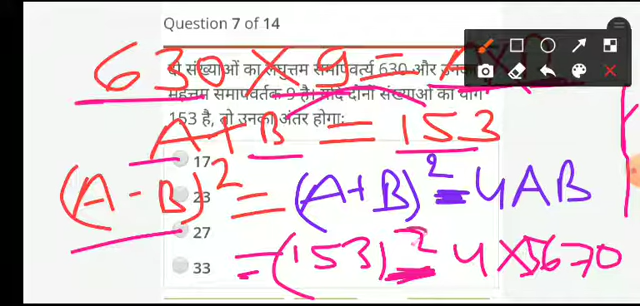 Question 7 of 14
630 × 9 = A×B
दो संख्याओं का लघुत्तम समापवर्त्य 630 और उनका
महत्तम समापवर्तक 9 है। यदि दोनों संख्याओं का योग
153 है, तो उनका अंतर होगा:
A + B = 153
17
(A - B)² = (A+B)² - 4AB
23
27
= (153)² - 4×5670
33